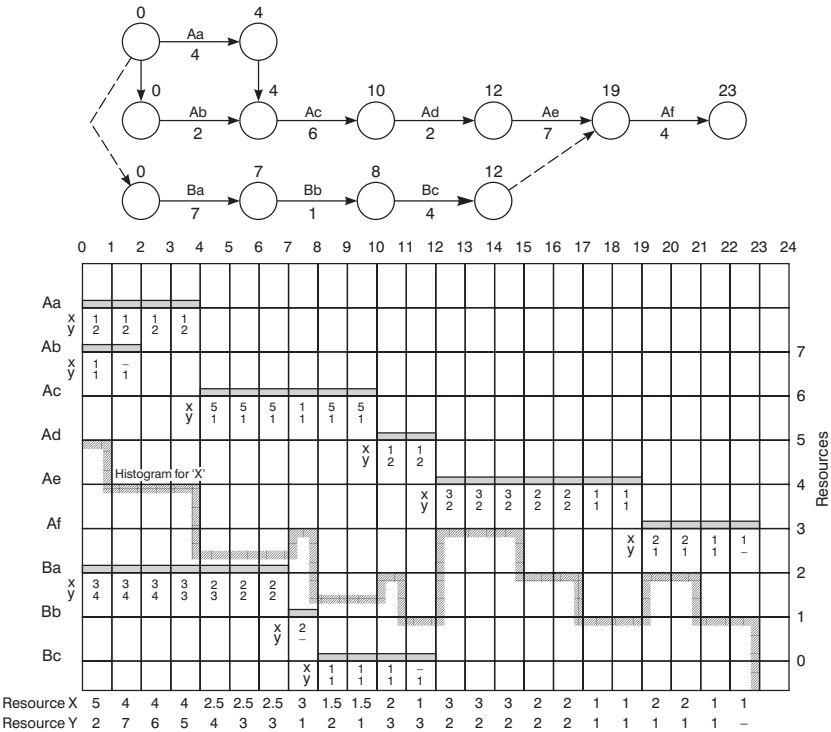 0 4
Aa
4
0 4 10 12 19 23
Ab Ac Ad Ae Af
2 6 2 7 4
0 7 8 12
Ba Bb Bc
7 1 4
0 1 2 3 4 5 6 7 8 9 10 11 12 13 14 15 16 17 18 19 20 21 22 23 24
Aa
x 1 1 1 1
y 2 2 2 2
Ab 7
x 1 –
y 1 1
Ac 6
x 5 5 5 1 5 5
y 1 1 1 1 1 1
Ad 5
x 1 1
y 2 2
Histogram for 'X'
Ae 4
x 3 3 3 2 2 1 1
y 2 2 2 2 2 1 1
Resources
Af 3
x 2 2 1 1
y 1 1 1 –
Ba 2
x 3 3 3 3 2 2 2
y 4 4 4 3 3 2 2
Bb 1
x 2
y –
Bc 0
x 1 1 1 –
y 1 1 1 1
Resource X 5 4 4 4 2.5 2.5 2.5 3 1.5 1.5 2 1 3 3 3 2 2 1 1 2 2 1 1
Resource Y 2 7 6 5 4 3 3 1 2 1 3 3 2 2 2 2 2 1 1 1 1 1 –